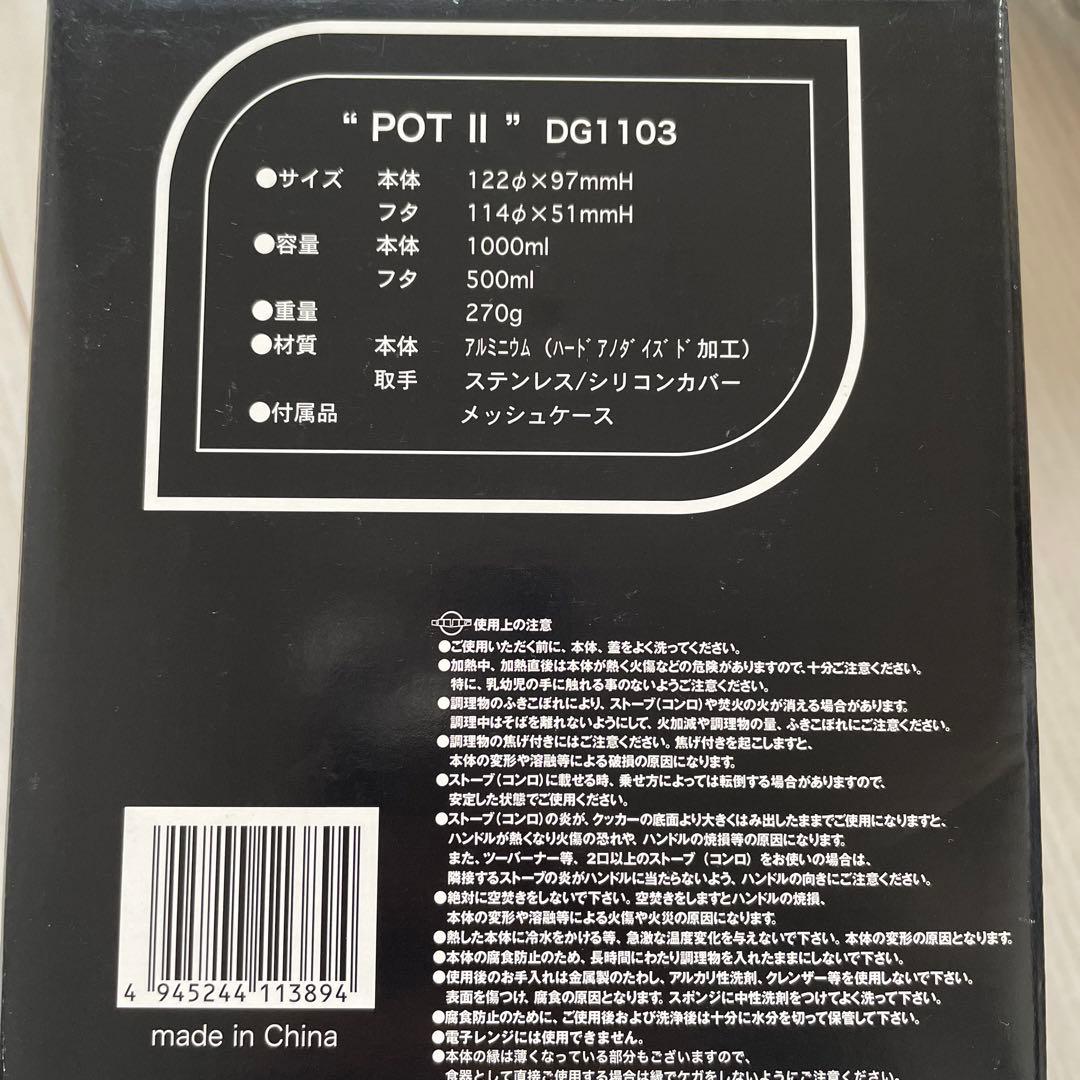 “ POT II ” DG1103
●サイズ 本体 122φ×97mmH
フタ 114φ×51mmH
●容量 本体 1000ml
フタ 500ml
●重量 270g
●材質 本体 ｱﾙﾐﾆｳﾑ（ﾊｰﾄﾞｱﾉﾀﾞｲｽﾞﾄﾞ加工）
取手 ステンレス/シリコンカバー
●付属品 メッシュケース
使用上の注意
●ご使用いただく前に、本体、蓋をよく洗ってください。
●加熱中、加熱直後は本体が熱く火傷などの危険がありますので、十分ご注意ください。
特に、乳幼児の手に触れる事のないようご注意ください。
●調理物のふきこぼれにより、ストーブ（コンロ）や焚火の火が消える場合があります。
調理中はそばを離れないようにして、火加減や調理物の量、ふきこぼれにご注意ください。
●調理物の焦げ付きにはご注意ください。焦げ付きを起こしますと、
本体の変形や溶融等による破損の原因になります。
●ストーブ（コンロ）に載せる時、乗せ方によっては転倒する場合がありますので、
安定した状態でご使用ください。
●ストーブ（コンロ）の炎が、クッカーの底面より大きくはみ出したままでご使用になりますと、
ハンドルが熱くなり火傷の恐れや、ハンドルの焼損等の原因になります。
また、ツーバーナー等、2口以上のストーブ（コンロ）をお使いの場合は、
隣接するストーブの炎がハンドルに当たらないよう、ハンドルの向きにご注意ください。
●絶対に空焚きをしないで下さい。空焚きをしますとハンドルの焼損、
本体の変形や溶融等による火傷や火災の原因になります。
●熱した本体に冷水をかける等、急激な温度変化を与えないで下さい。本体の変形の原因となります。
●本体の腐食防止のため、長時間にわたり調理物を入れたままにしないで下さい。
●使用後のお手入れは金属製のたわし、アルカリ性洗剤、クレンザー等を使用しないで下さい。
表面を傷つけ、腐食の原因となります。スポンジに中性洗剤をつけてよく洗って下さい。
●腐食防止のために、ご使用後および洗浄後は十分に水分を切って保管して下さい。
●電子レンジには使用できません。
●本体の縁は薄くなっている部分もございますので、
食器として直接ご使用する場合は縁でケガをしないようにご注意ください。
4 945244 113894
made in China